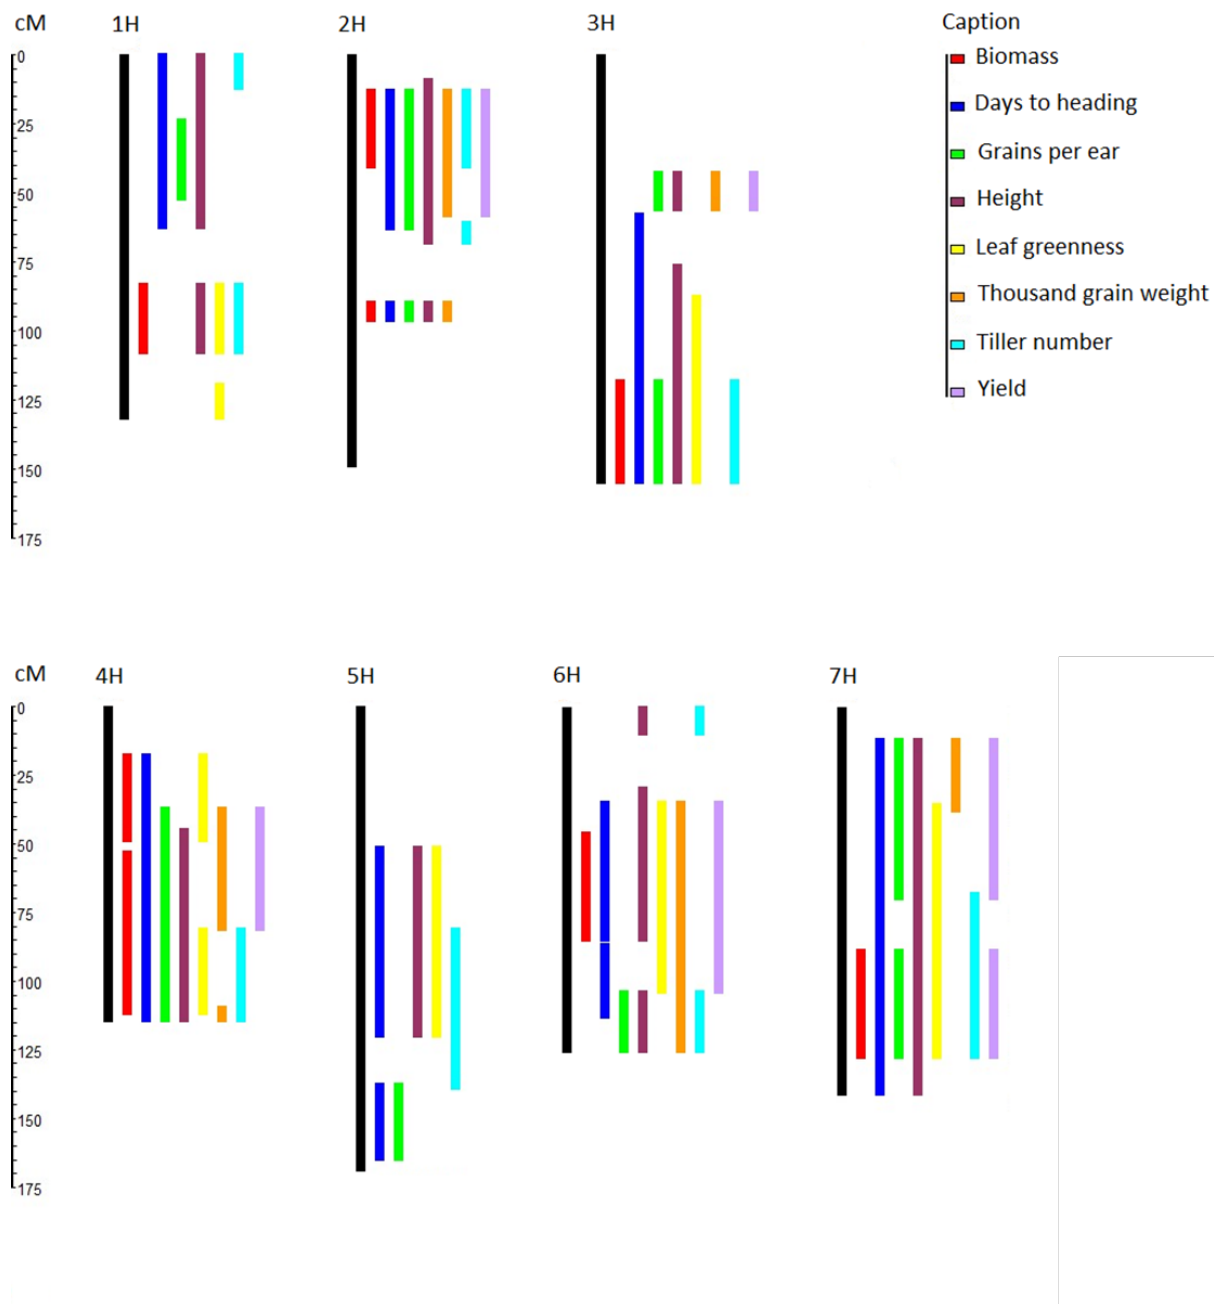 cM 1H 2H 3H Caption
0
25
50
75
100
125
150
175
Biomass
Days to heading
Grains per ear
Height
Leaf greenness
Thousand grain weight
Tiller number
Yield
cM 4H 5H 6H 7H
0
25
50
75
100
125
150
175